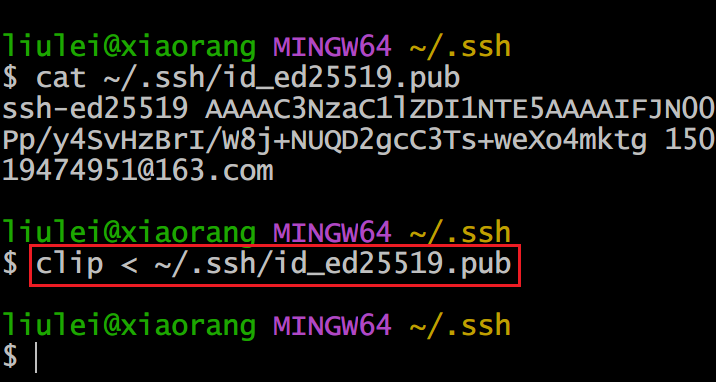 liulei@xiaorang MINGW64 ~/.ssh
$ cat ~/.ssh/id_ed25519.pub
ssh-ed25519 AAAAC3NzaC1lZDI1NTE5AAAAIFJN00
Pp/y4SvHzBrI/W8j+NUQD2gcC3Ts+weXo4mktg 150
19474951@163.com
liulei@xiaorang MINGW64 ~/.ssh
$ clip < ~/.ssh/id_ed25519.pub
liulei@xiaorang MINGW64 ~/.ssh
$